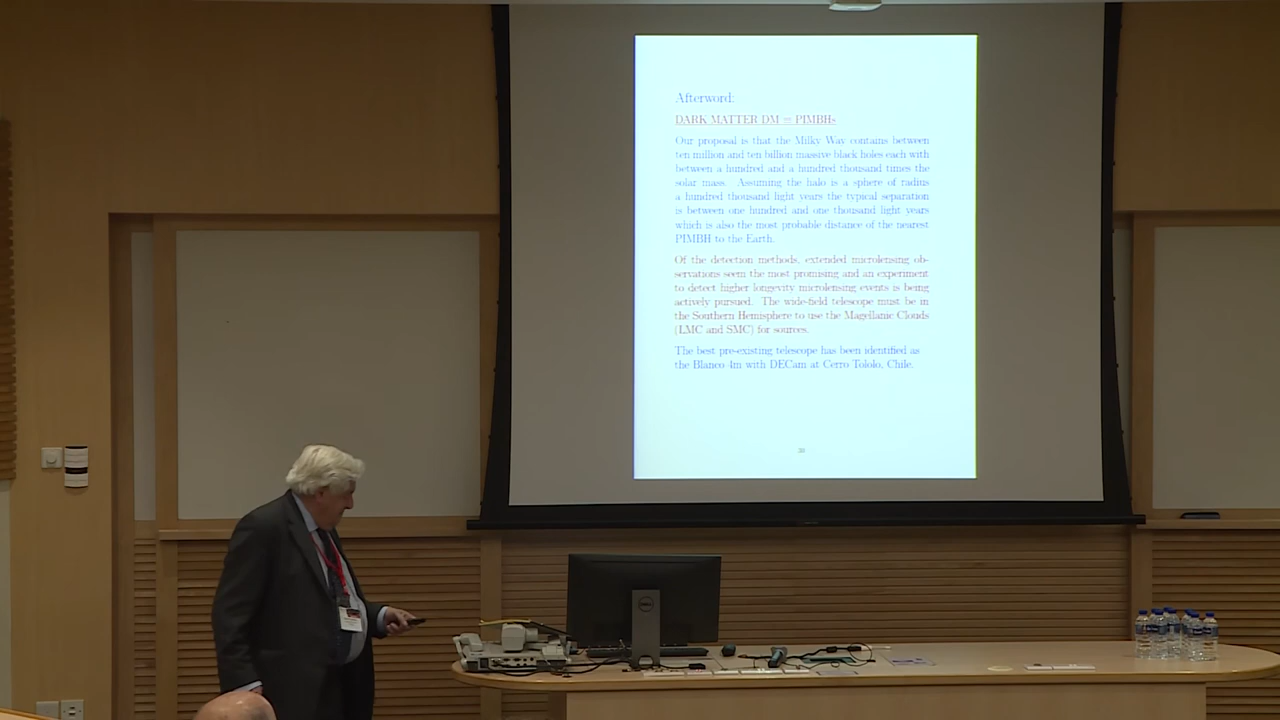 Afterword:
DARK MATTER DM = PIMBHs
Our proposal is that the Milky Way contains between
ten million and ten billion massive black holes each with
between a hundred and a hundred thousand times the
solar mass. Assuming the halo is a sphere of radius
a hundred thousand light years the typical separation
is between one hundred and one thousand light years
which is also the most probable distance of the nearest
PIMBH to the Earth.
Of the detection methods, extended microlensing ob-
servations seem the most promising and an experiment
to detect higher longevity microlensing events is being
actively pursued. The wide-field telescope must be in
the Southern Hemisphere to use the Magellanic Clouds
(LMC and SMC) for sources.
The best pre-existing telescope has been identified as
the Blanco 4m with DECam at Cerro Tololo, Chile.
DELL